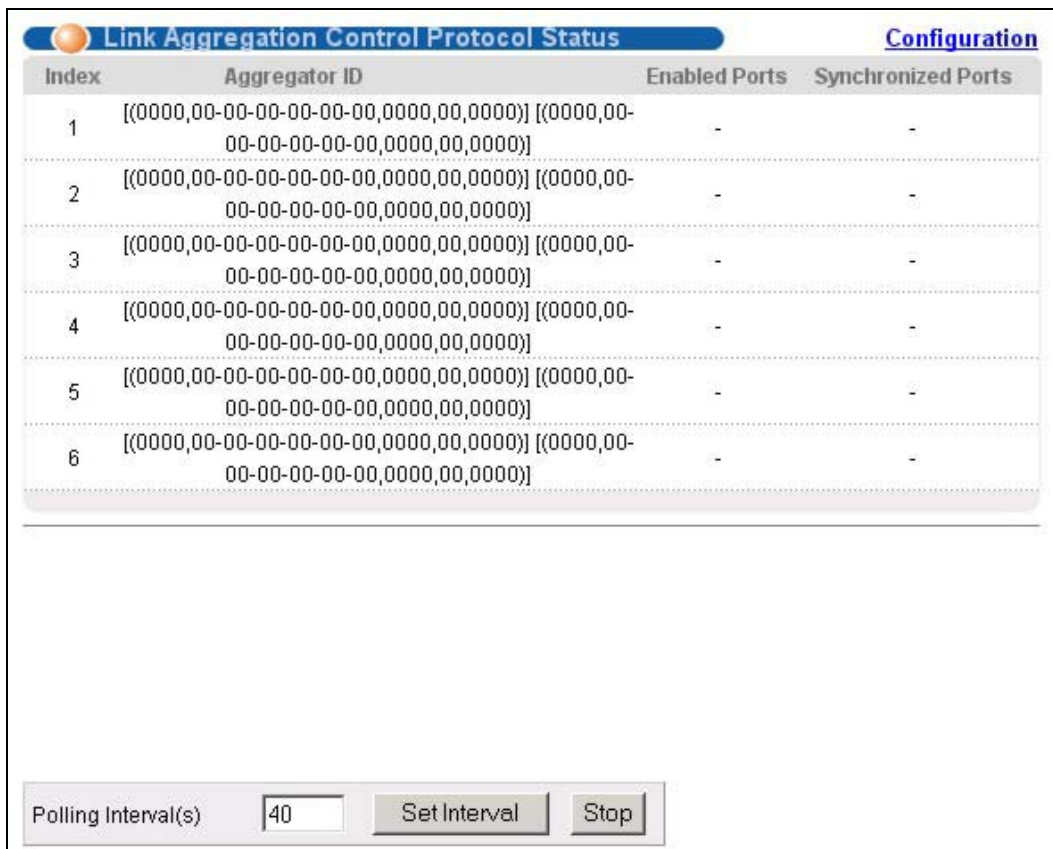 Link Aggregation Control Protocol Status
Configuration
Index Aggregator ID Enabled Ports Synchronized Ports
1 [(0000,00-00-00-00-00-00,0000,00,0000)] [(0000,00-
00-00-00-00-00,0000,00,0000)] - -
2 [(0000,00-00-00-00-00-00,0000,00,0000)] [(0000,00-
00-00-00-00-00,0000,00,0000)] - -
3 [(0000,00-00-00-00-00-00,0000,00,0000)] [(0000,00-
00-00-00-00-00,0000,00,0000)] - -
4 [(0000,00-00-00-00-00-00,0000,00,0000)] [(0000,00-
00-00-00-00-00,0000,00,0000)] - -
5 [(0000,00-00-00-00-00-00,0000,00,0000)] [(0000,00-
00-00-00-00-00,0000,00,0000)] - -
6 [(0000,00-00-00-00-00-00,0000,00,0000)] [(0000,00-
00-00-00-00-00,0000,00,0000)] - -
Polling Interval(s) 40 Set Interval Stop